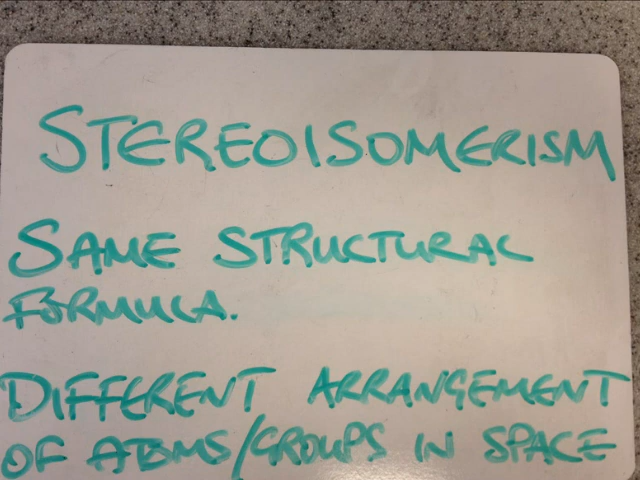 STEREOISOMERISM
SAME STRUCTURAL
FORMULA.
DIFFERENT ARRANGEMENT
OF ATOMS/GROUPS IN SPACE